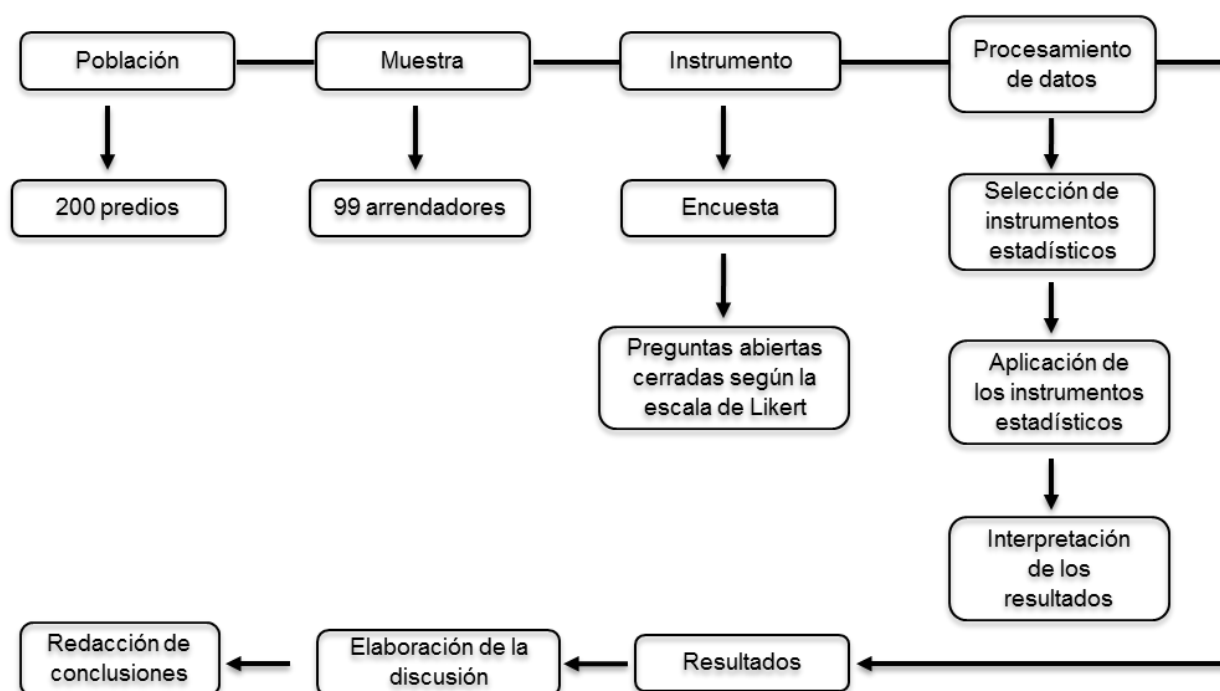 Población
Muestra
Instrumento
Procesamiento
de datos
200 predios
99 arrendadores
Encuesta
Selección de
instrumentos
estadísticos
Preguntas abiertas
cerradas según la
escala de Likert
Aplicación de
los instrumentos
estadísticos
Interpretación
de los
resultados
Resultados
Elaboración de la
discusión
Redacción de
conclusiones